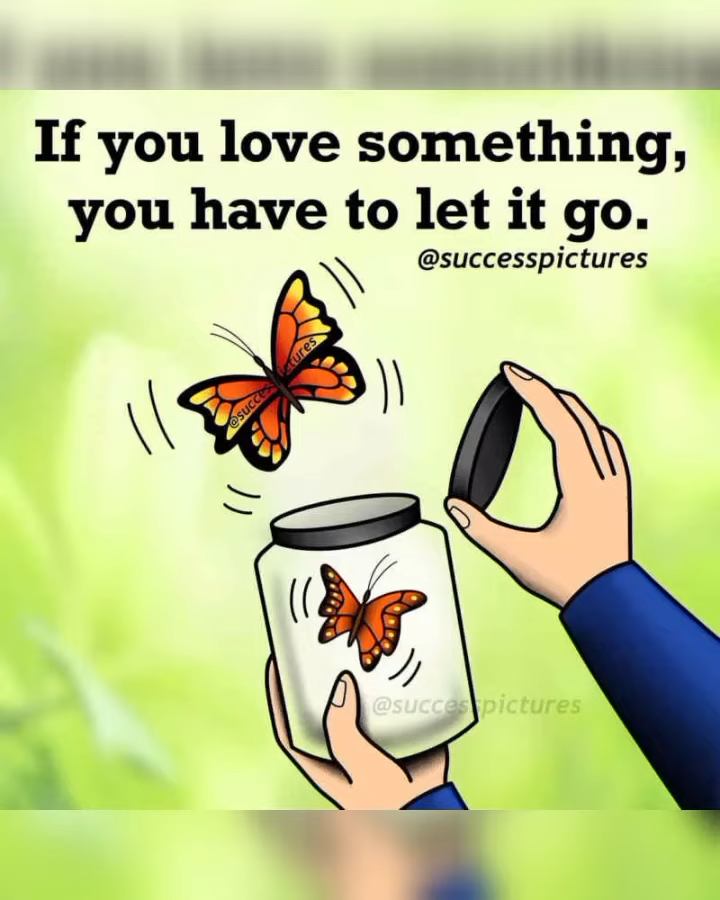 If you love something,
you have to let it go.
@successpictures
@successpictures